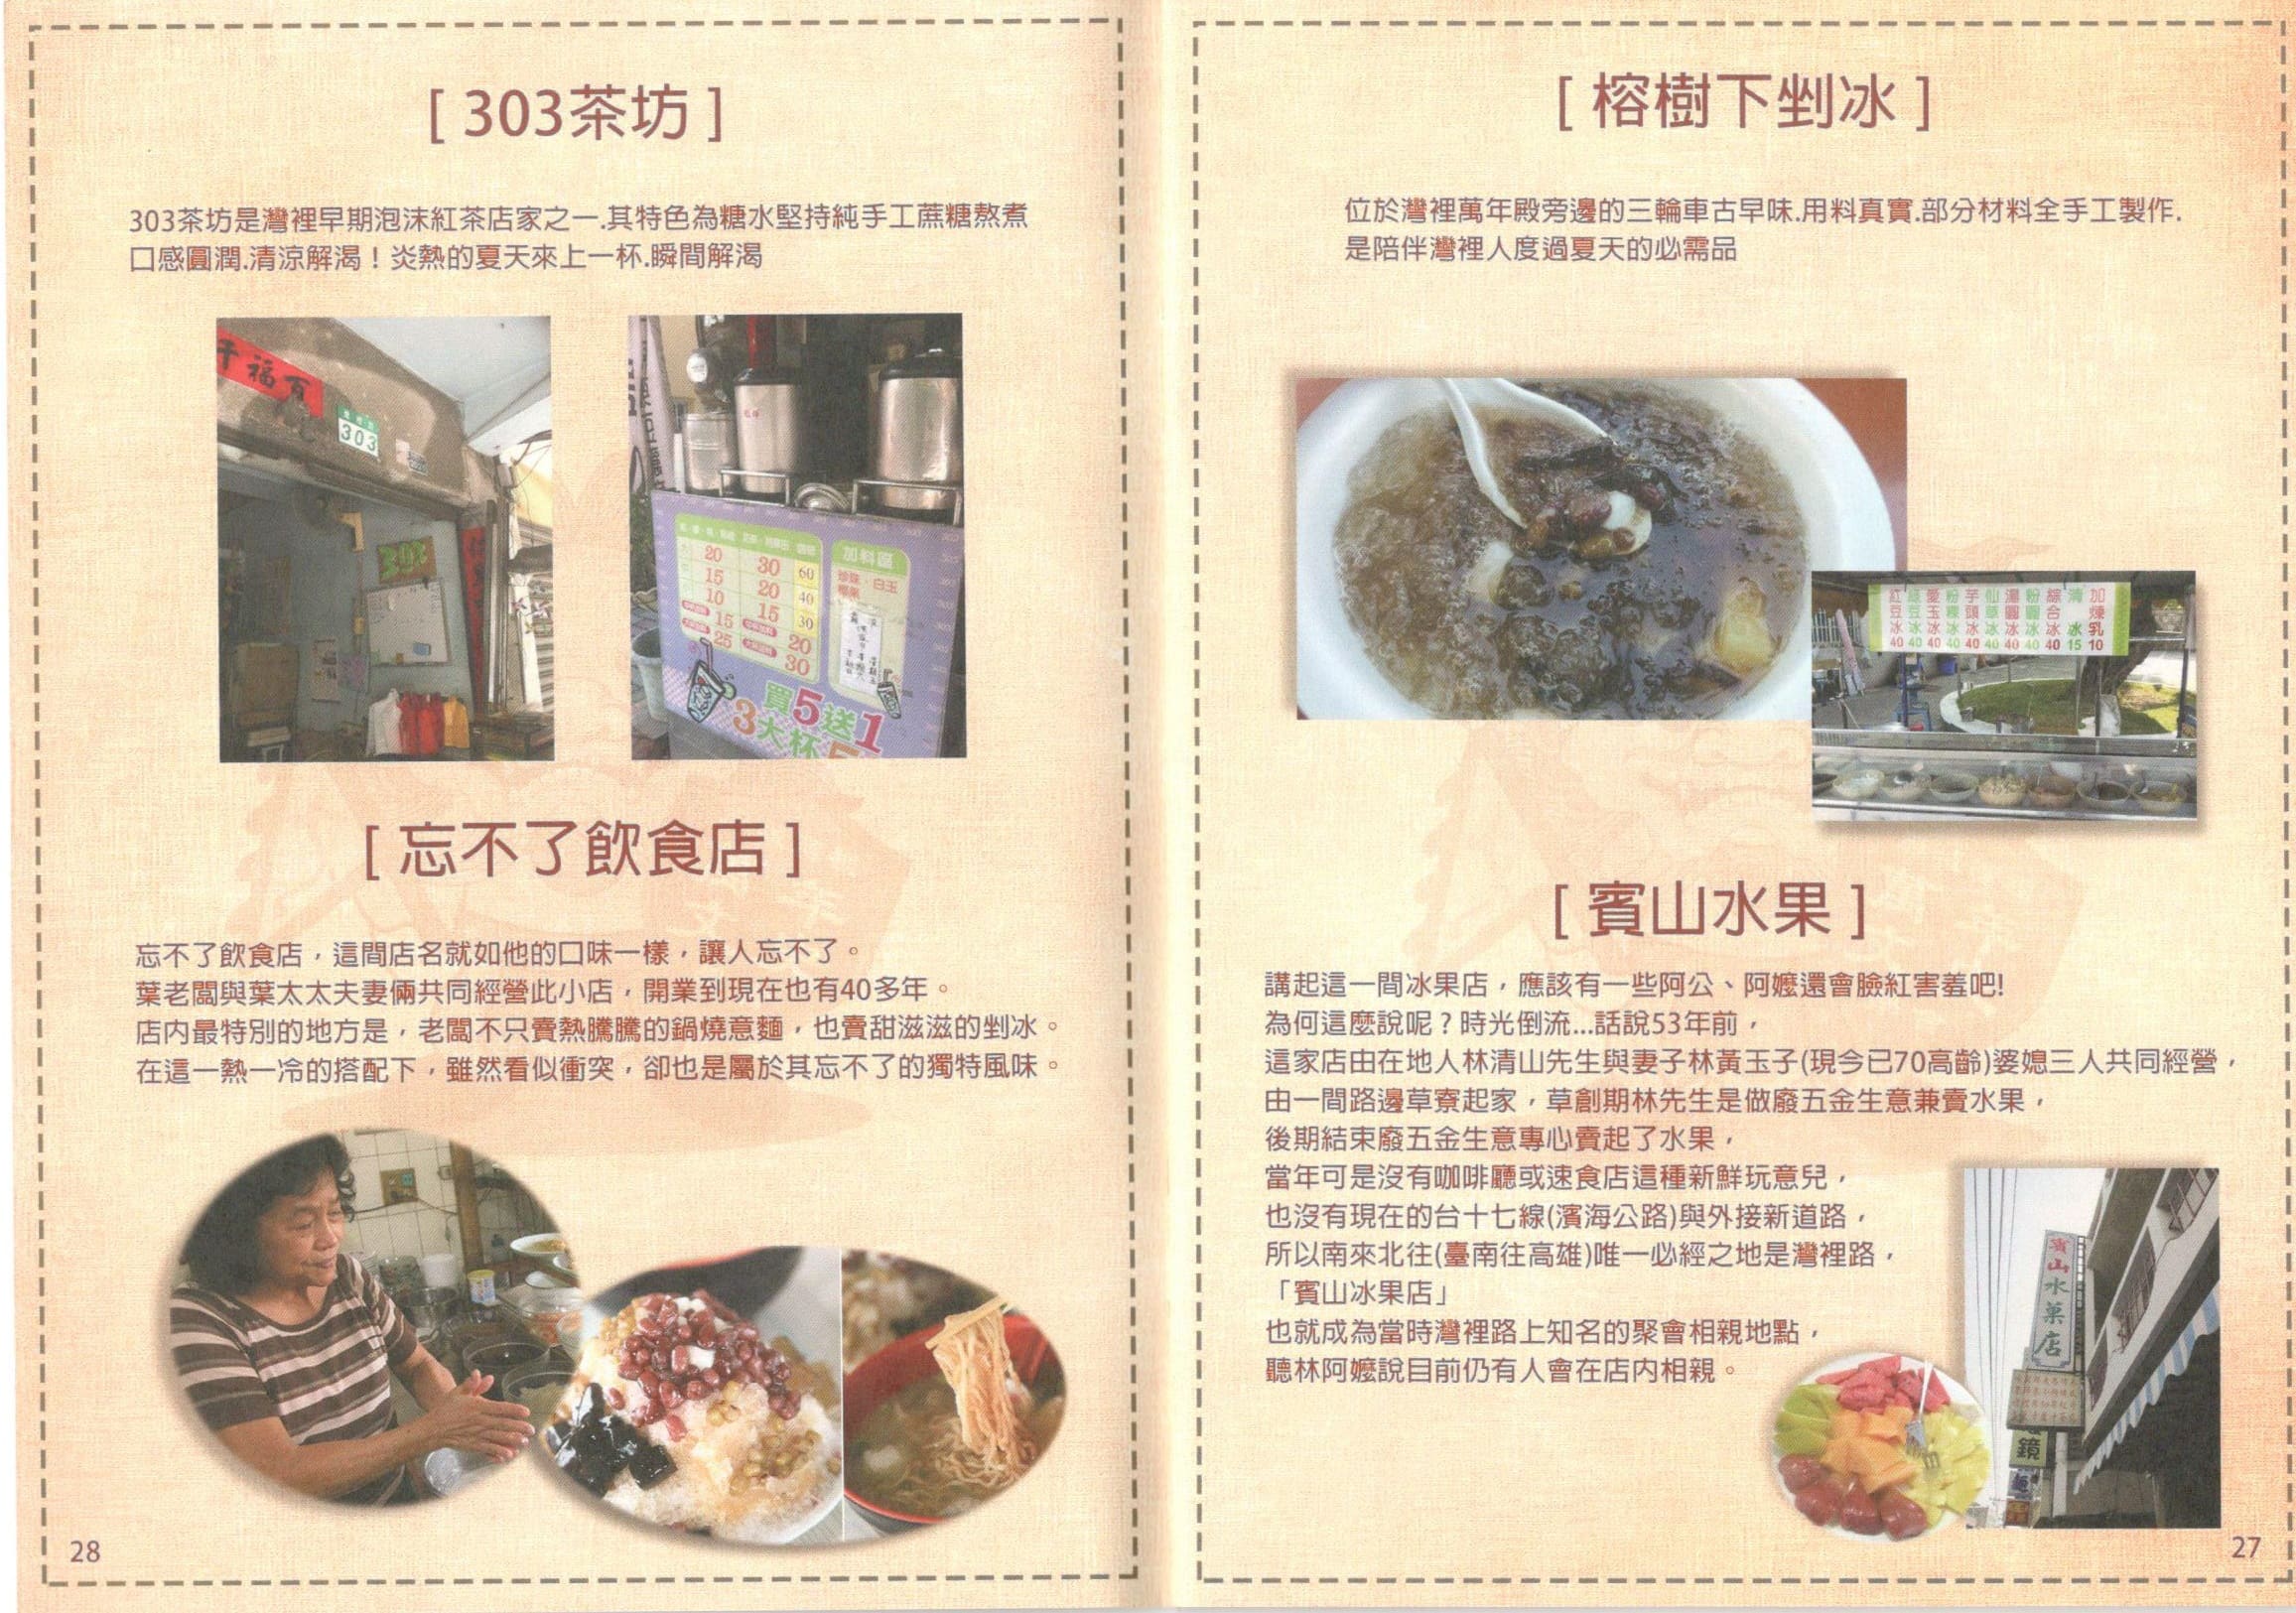 [ 榕樹下剉冰 ]
位於灣裡萬年殿旁邊的三輪車古早味.用料真實.部分材料全手工製作.
是陪伴灣裡人度過夏天的必需品
紅豆冰 40
綠豆冰 40
愛玉冰 40
粉粿冰 40
芋頭冰 40
仙草冰 40
湯圓冰 40
粉圓冰 40
綜合冰 40
清 冰 15
加煉乳 10
[ 賓山水果 ]
講起這一間冰果店，應該有一些阿公、阿嬤還會臉紅害羞吧!
為何這麼說呢？時光倒流...話說53年前，
這家店由在地人林清山先生與妻子林黃玉子(現今已70高齡)婆媳三人共同經營，
由一間路邊草寮起家，草創期林先生是做廢五金生意兼賣水果，
後期結束廢五金生意專心賣起了水果，
當年可是沒有咖啡廳或速食店這種新鮮玩意兒，
也沒有現在的台十七線(濱海公路)與外接新道路，
所以南來北往(臺南往高雄)唯一必經之地是灣裡路，
「賓山冰果店」
也就成為當時灣裡路上知名的聚會相親地點，
聽林阿嬤說目前仍有人會在店内相親。
賓山水菓店
鏡
27
[ 303茶坊 ]
303茶坊是灣裡早期泡沫紅茶店家之一.其特色為糖水堅持純手工蔗糖熬煮
口感圓潤.清涼解渴！炎熱的夏天來上一杯.瞬間解渴
千福百
303
303
20 30 60
15 20 40
10 15 30
15 20
25 30
加料區
珍珠．白玉
椰果
買5送1
3大杯
[ 忘不了飲食店 ]
忘不了飲食店，這間店名就如他的口味一樣，讓人忘不了。
葉老闆與葉太太夫妻倆共同經營此小店，開業到現在也有40多年。
店内最特別的地方是，老闆不只賣熱騰騰的鍋燒意麵，也賣甜滋滋的剉冰。
在這一熱一冷的搭配下，雖然看似衝突，卻也是屬於其忘不了的獨特風味。
28